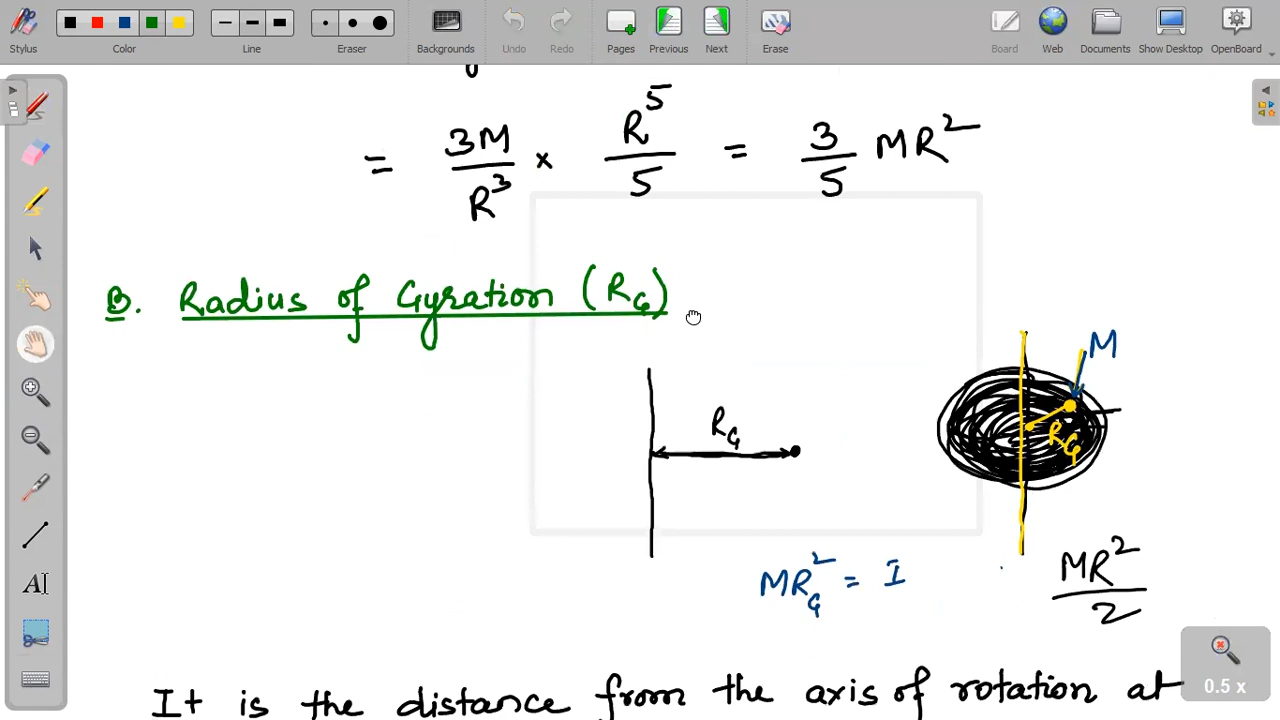 Stylus Color Line Eraser Backgrounds Undo Redo Pages Previous Next Erase Board Web Documents Show Desktop OpenBoard
= 3M/R³ × R⁵/5 = 3/5 MR²
B. Radius of Gyration (R_G)
M
R_G
R_G
MR_G² = I
MR²/2
0.5 x
It is the distance from the axis of rotation at